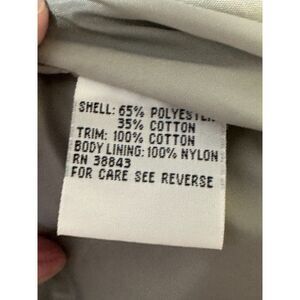 SHELL: 65% POLYESTER
35% COTTON
TRIM: 100% COTTON
BODY LINING: 100% NYLON
RN 38843
FOR CARE SEE REVERSE